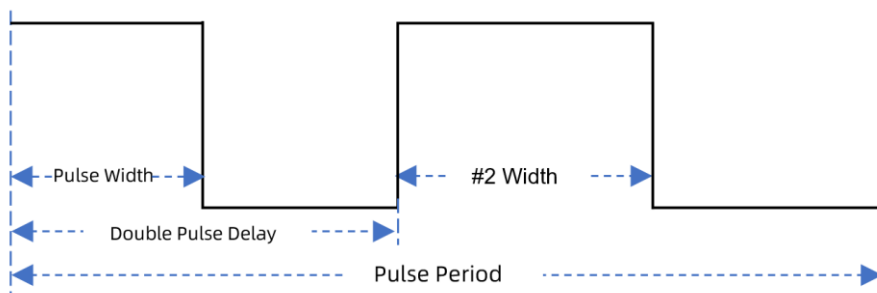 Pulse Width
#2 Width
Double Pulse Delay
Pulse Period